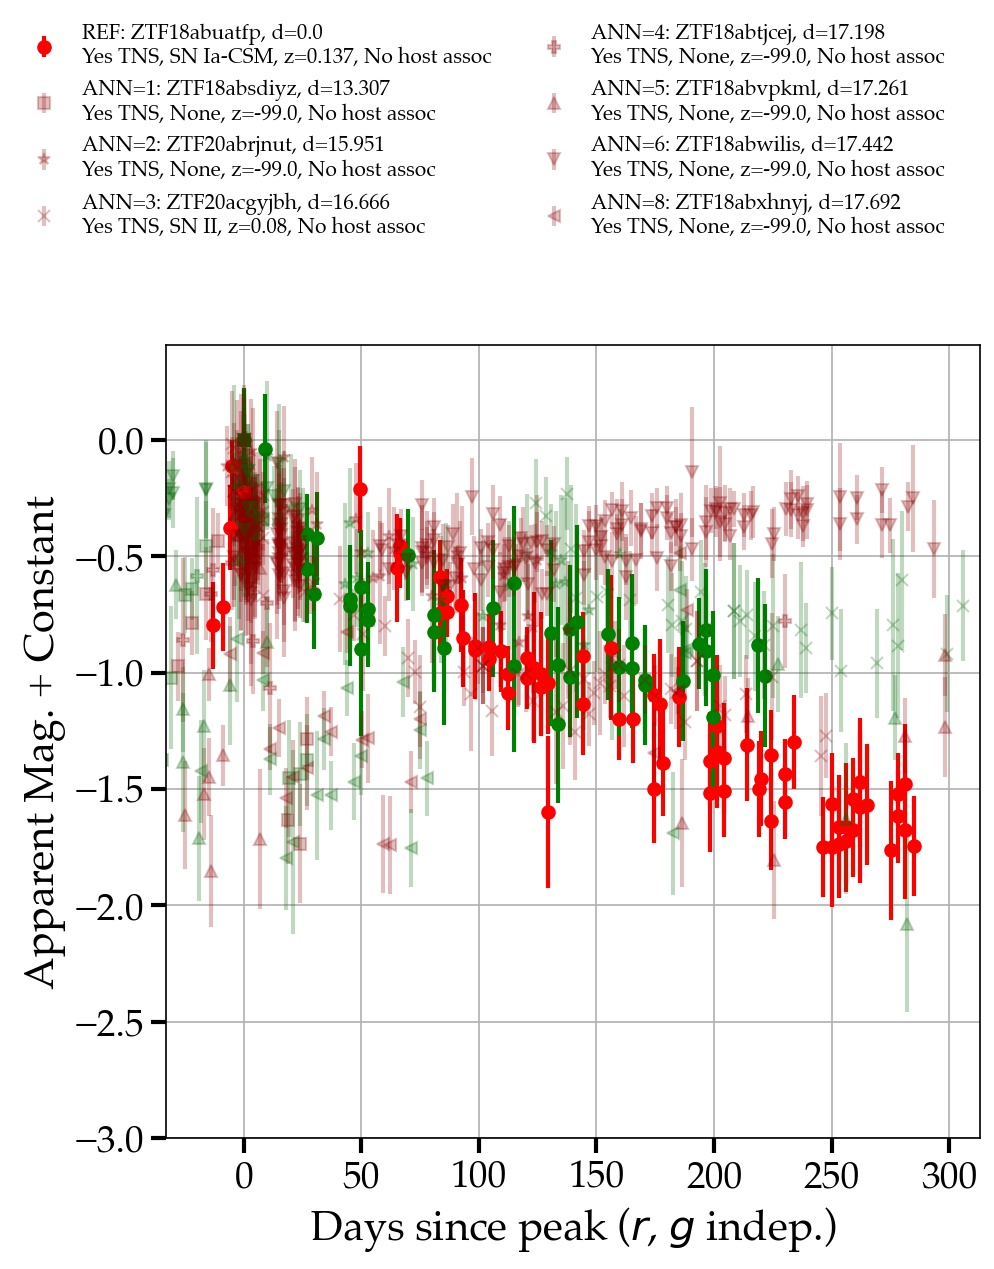 REF: ZTF18abuatfp, d=0.0
Yes TNS, SN Ia-CSM, z=0.137, No host assoc
ANN=1: ZTF18absdiyz, d=13.307
Yes TNS, None, z=-99.0, No host assoc
ANN=2: ZTF20abrjnut, d=15.951
Yes TNS, None, z=-99.0, No host assoc
ANN=3: ZTF20acgyjbh, d=16.666
Yes TNS, SN II, z=0.08, No host assoc
ANN=4: ZTF18abtjcej, d=17.198
Yes TNS, None, z=-99.0, No host assoc
ANN=5: ZTF18abvpkml, d=17.261
Yes TNS, None, z=-99.0, No host assoc
ANN=6: ZTF18abwilis, d=17.442
Yes TNS, None, z=-99.0, No host assoc
ANN=8: ZTF18abxhnyj, d=17.692
Yes TNS, None, z=-99.0, No host assoc
Apparent Mag. + Constant
0.0
−0.5
−1.0
−1.5
−2.0
−2.5
−3.0
0 50 100 150 200 250 300
Days since peak (r, g indep.)